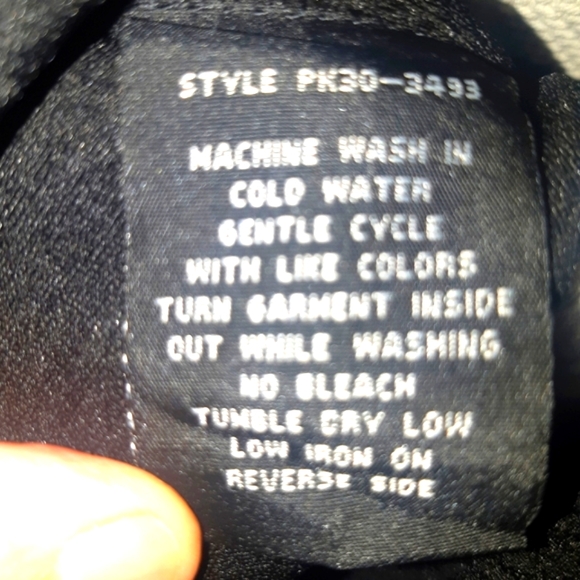 STYLE PK30-3493
MACHINE WASH IN
COLD WATER
GENTLE CYCLE
WITH LIKE COLORS
TURN GARMENT INSIDE
OUT WHILE WASHING
NO BLEACH
TUMBLE DRY LOW
LOW IRON ON
REVERSE SIDE